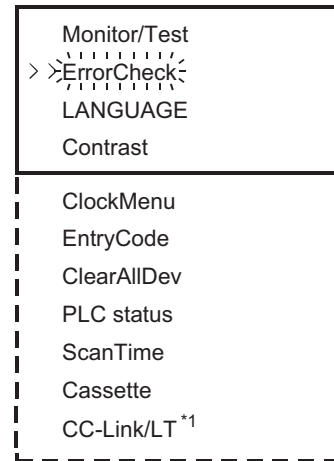 Monitor/Test
> > ErrorCheck
LANGUAGE
Contrast
ClockMenu
EntryCode
ClearAllDev
PLC status
ScanTime
Cassette
CC-Link/LT *1